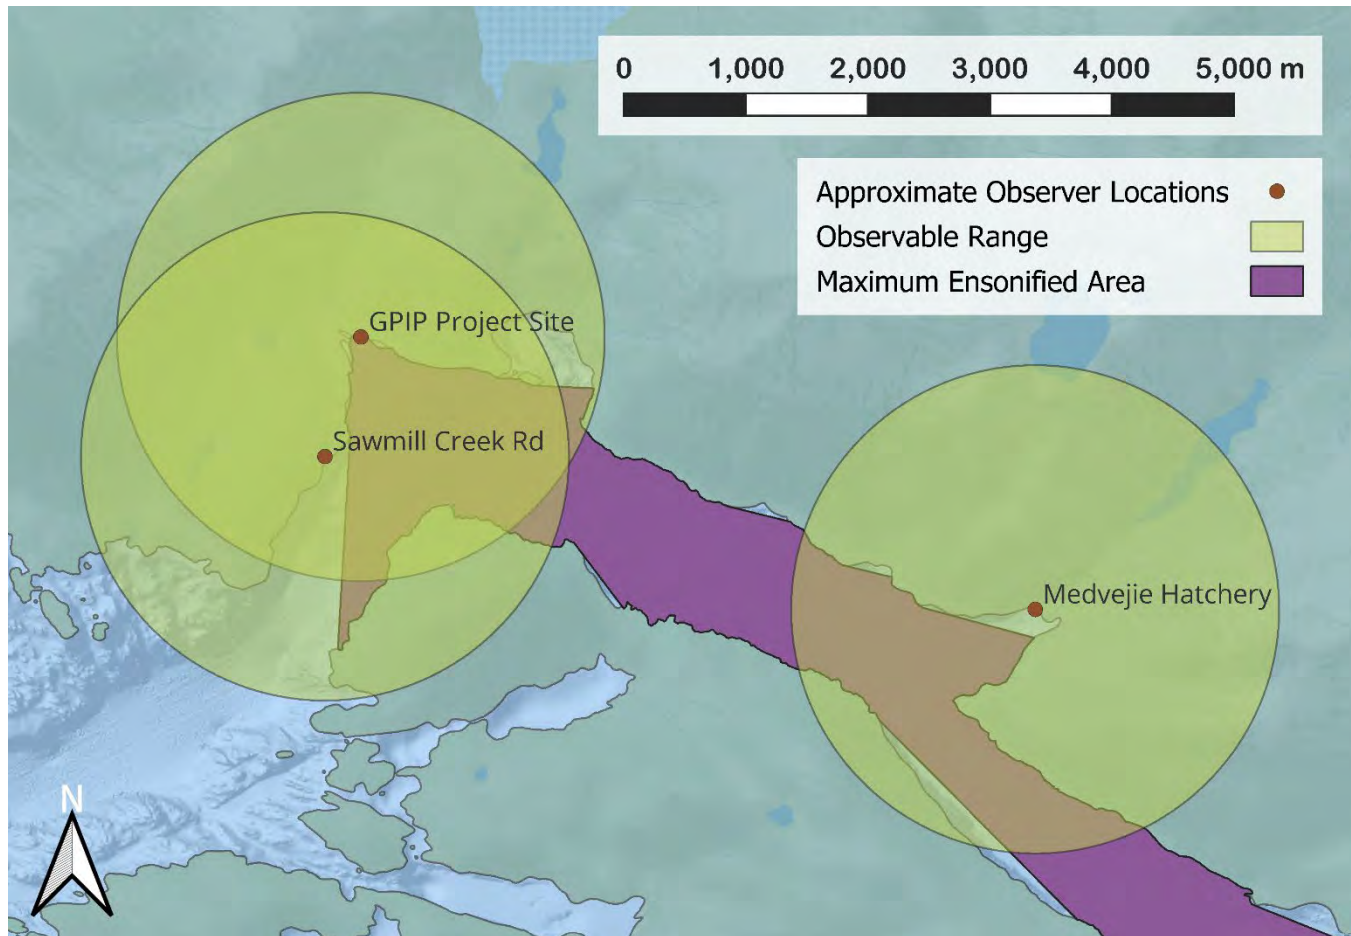 0 1,000 2,000 3,000 4,000 5,000 m
Approximate Observer Locations
Observable Range
Maximum Ensonified Area
GPIP Project Site
Sawmill Creek Rd
Medvejie Hatchery
N